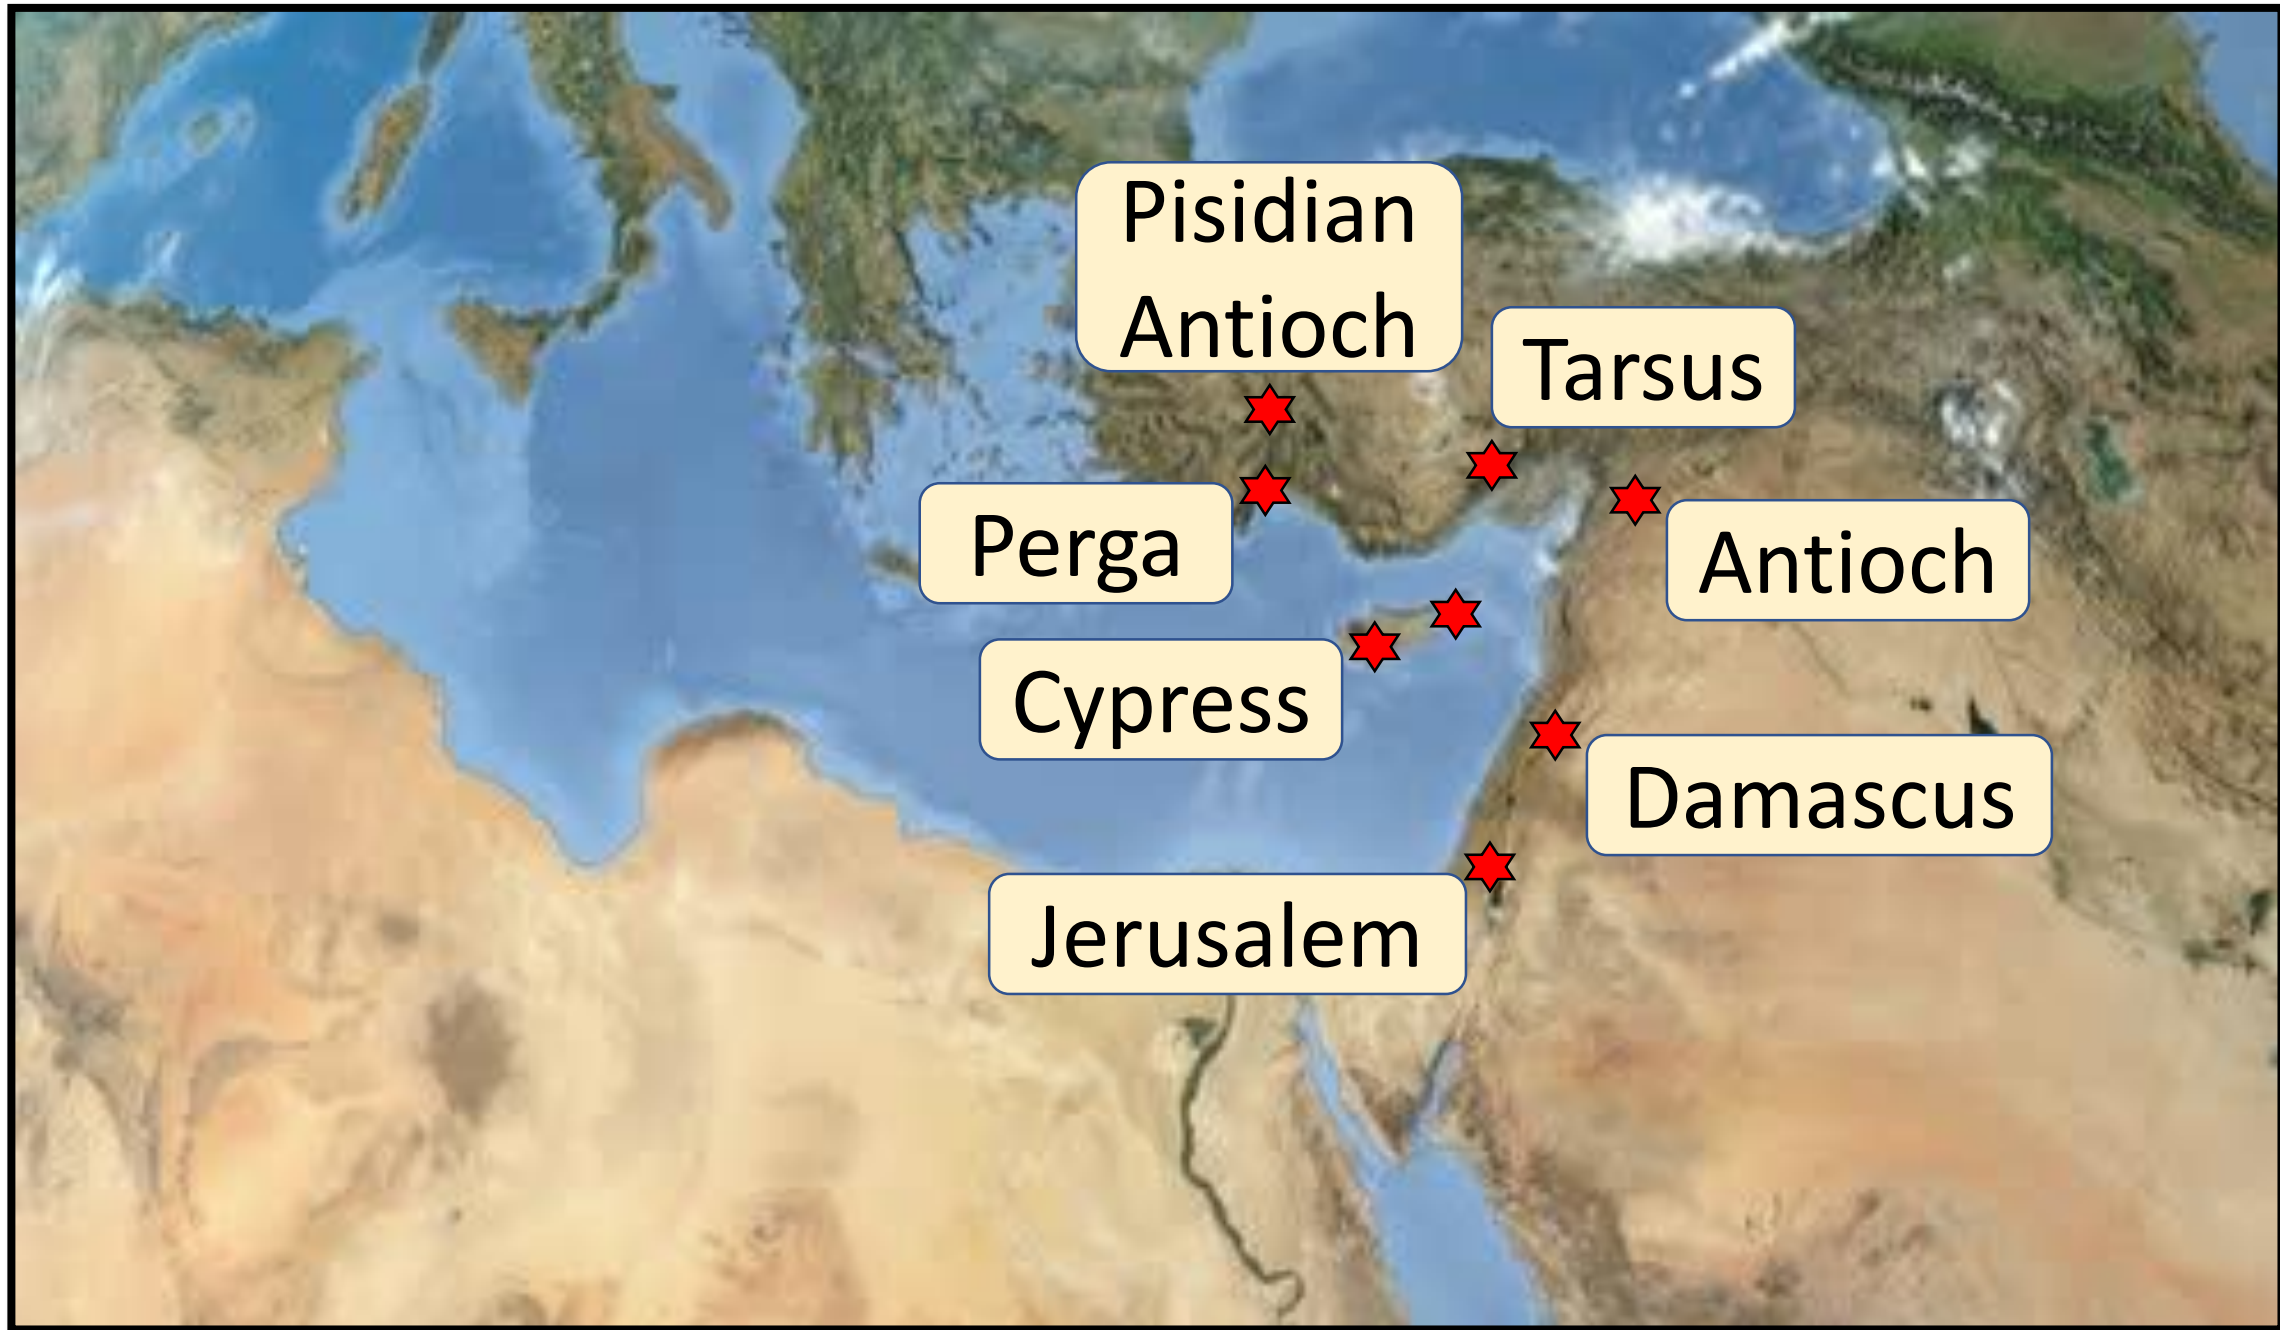 Pisidian
Antioch
Tarsus
Perga
Antioch
Cypress
Damascus
Jerusalem